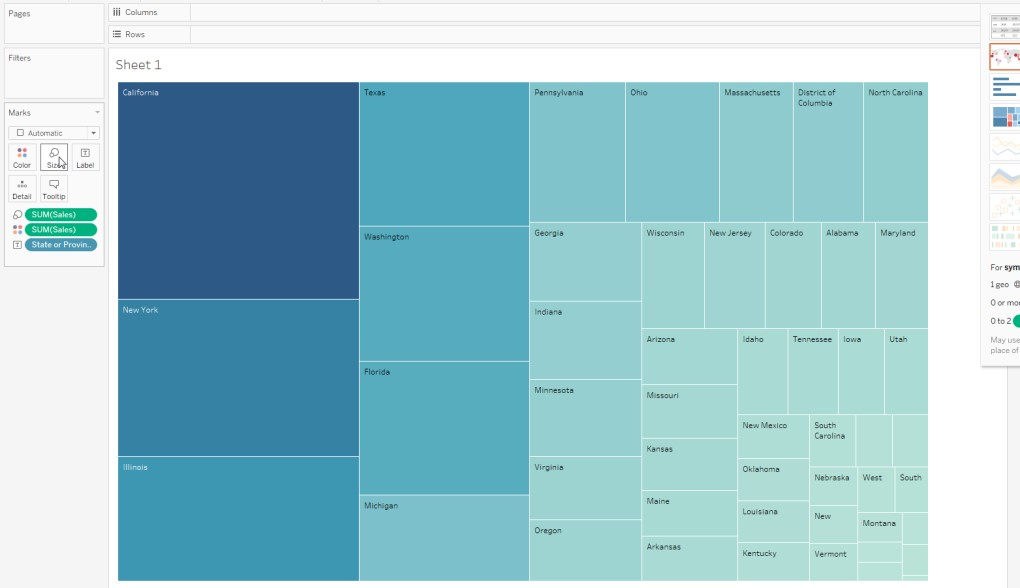 Pages
Columns
Rows
Filters
Sheet 1
Marks
Automatic
Color
Size
Label
Detail
Tooltip
SUM(Sales)
SUM(Sales)
State or Provin..
California
Texas
Pennsylvania
Ohio
Massachusetts
District of
Columbia
North Carolina
Washington
Georgia
Wisconsin
New Jersey
Colorado
Alabama
Maryland
New York
Indiana
Arizona
Idaho
Tennessee
Iowa
Utah
Florida
Minnesota
Missouri
New Mexico
South
Carolina
Kansas
Illinois
Virginia
Oklahoma
Nebraska
West
South
Michigan
Maine
Louisiana
New
Montana
Oregon
Arkansas
Kentucky
Vermont
For sym
1 geo
0 or mo
0 to 2
May use
place of